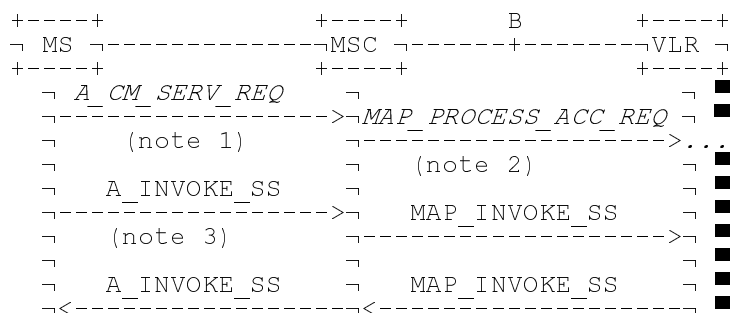 B
MS MSC VLR
A_CM_SERV_REQ
MAP_PROCESS_ACC_REQ
(note 1) ...
(note 2)
A_INVOKE_SS
MAP_INVOKE_SS
(note 3)
A_INVOKE_SS MAP_INVOKE_SS